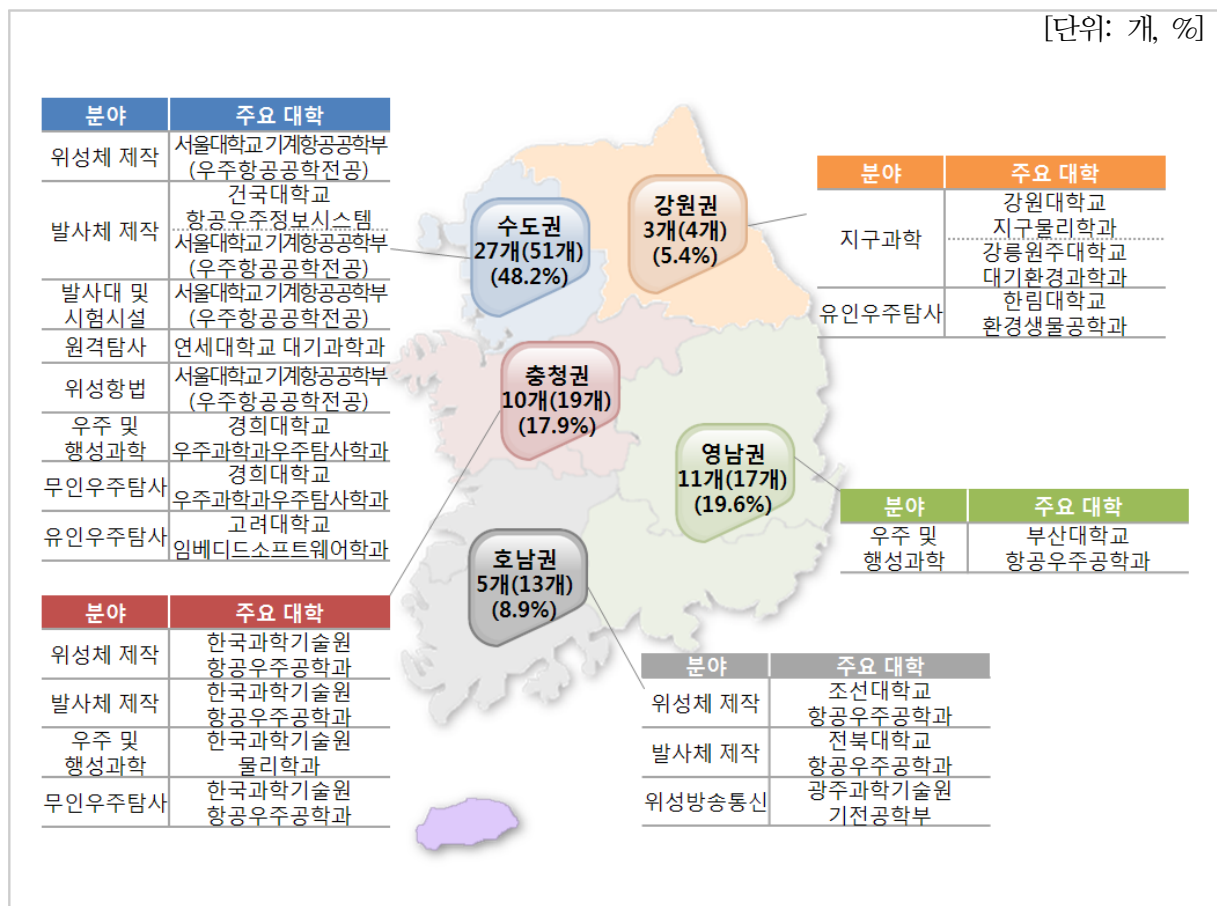 [단위: 개, %]
분야 주요 대학
위성체 제작 서울대학교 기계항공공학부
(우주항공공학전공)
발사체 제작 건국대학교
항공우주정보시스템
서울대학교 기계항공공학부
(우주항공공학전공)
발사대 및
시험시설 서울대학교 기계항공공학부
(우주항공공학전공)
원격탐사 연세대학교 대기과학과
위성항법 서울대학교 기계항공공학부
(우주항공공학전공)
우주 및
행성과학 경희대학교
우주과학과우주탐사학과
무인우주탐사 경희대학교
우주과학과우주탐사학과
유인우주탐사 고려대학교
임베디드소프트웨어학과
수도권
27개(51개)
(48.2%)
강원권
3개(4개)
(5.4%)
분야 주요 대학
지구과학 강원대학교
지구물리학과
강릉원주대학교
대기환경과학과
유인우주탐사 한림대학교
환경생물공학과
충청권
10개(19개)
(17.9%)
영남권
11개(17개)
(19.6%)
분야 주요 대학
우주 및
행성과학 부산대학교
항공우주공학과
호남권
5개(13개)
(8.9%)
분야 주요 대학
위성체 제작 한국과학기술원
항공우주공학과
발사체 제작 한국과학기술원
항공우주공학과
우주 및
행성과학 한국과학기술원
물리학과
무인우주탐사 한국과학기술원
항공우주공학과
분야 주요 대학
위성체 제작 조선대학교
항공우주공학과
발사체 제작 전북대학교
항공우주공학과
위성방송통신 광주과학기술원
기전공학부